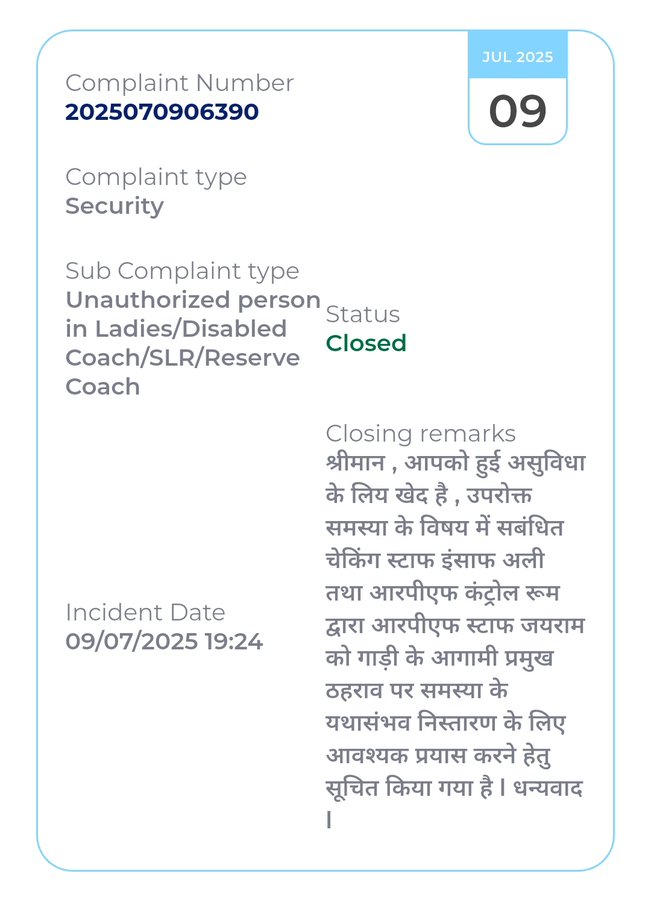 JUL 2025
09
Complaint Number
2025070906390
Complaint type
Security
Sub Complaint type
Unauthorized person
in Ladies/Disabled
Coach/SLR/Reserve
Coach
Status
Closed
Incident Date
09/07/2025 19:24
Closing remarks
श्रीमान , आपको हुई असुविधा
के लिय खेद है , उपरोक्त
समस्या के विषय में सबंधित
चेकिंग स्टाफ इंसाफ अली
तथा आरपीएफ कंट्रोल रूम
द्वारा आरपीएफ स्टाफ जयराम
को गाड़ी के आगामी प्रमुख
ठहराव पर समस्या के
यथासंभव निस्तारण के लिए
आवश्यक प्रयास करने हेतु
सूचित किया गया है l धन्यवाद
l